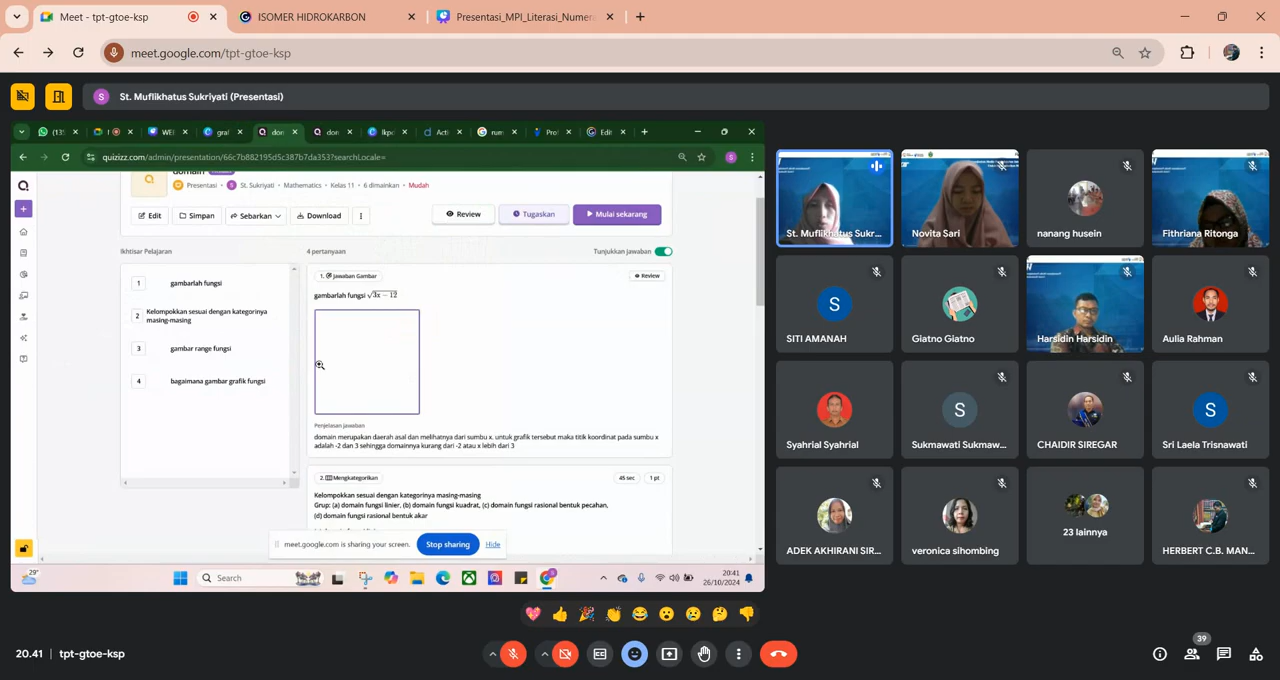 Meet - tpt-gtoe-ksp
ISOMER HIDROKARBON
Presentasi_MPI_Literasi_Numera
meet.google.com/tpt-gtoe-ksp
S
St. Muflikhatus Sukriyati (Presentasi)
quizizz.com/admin/presentation/66c7b882195d5c387b7da353?searchLocale=
S
domain
Presentasi
S
St. Sukriyati
Mathematics
Kelas 11
6 dimainkan
Mudah
Edit
Simpan
Sebarkan
Download
Review
Tugaskan
Mulai sekarang
Ikhtisar Pelajaran
4 pertanyaan
Tunjukkan jawaban
1 gambarlah fungsi
2 Kelompokkan sesuai dengan kategorinya
masing-masing
3 gambar range fungsi
4 bagaimana gambar grafik fungsi
1. Jawaban Gambar
Review
gambarlah fungsi √3x − 12
Penjelasan jawaban
domain merupakan daerah asal dan melihatnya dari sumbu x. untuk grafik tersebut maka titik koordinat pada sumbu x
adalah -2 dan 3 sehingga domainnya kurang dari -2 atau x lebih dari 3
2. Mengkategorikan
45 sec
1 pt
Kelompokkan sesuai dengan kategorinya masing-masing
Grup: (a) domain fungsi linier, (b) domain fungsi kuadrat, (c) domain fungsi rasional bentuk pecahan,
(d) domain fungsi rasional bentuk akar
meet.google.com is sharing your screen.
Stop sharing
Hide
29°
Search
20:41
26/10/2024
St. Muflikhatus Sukr...
Novita Sari
nanang husein
Fithriana Ritonga
S
SITI AMANAH
Giatno Giatno
Harsidin Harsidin
Aulia Rahman
Syahrial Syahrial
S
Sukmawati Sukmaw...
CHAIDIR SIREGAR
S
Sri Laela Trisnawati
ADEK AKHIRANI SIR...
veronica sihombing
23 lainnya
HERBERT C.B. MAN...
20.41
tpt-gtoe-ksp
39